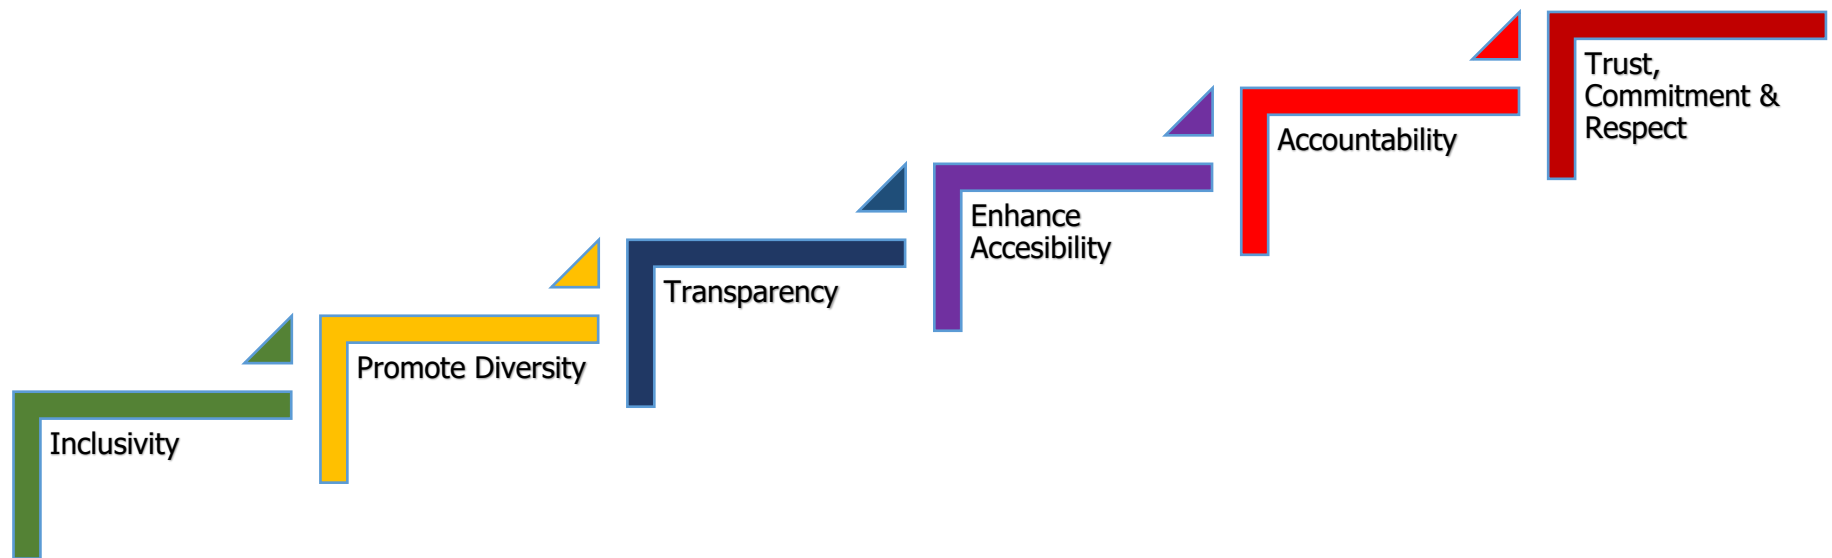 Inclusivity
Promote Diversity
Transparency
Enhance
Accesibility
Accountability
Trust,
Commitment &
Respect